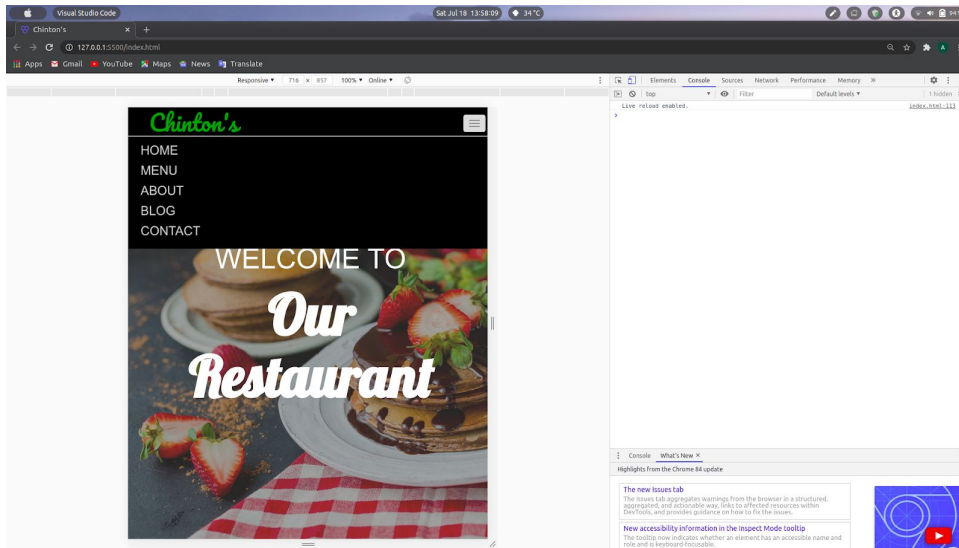 Visual Studio Code
Sat Jul 18 13:58:09
34 °C
94
Chinton's
127.0.0.1:5500/index.html
Apps Gmail YouTube Maps News Translate
Responsive 716 × 857 100% Online
Elements Console Sources Network Performance Memory
top Filter Default levels 1 hidden
Live reload enabled. index.html:113
Chinton's
HOME
MENU
ABOUT
BLOG
CONTACT
WELCOME TO
Our
Restaurant
Console What's New ×
Highlights from the Chrome 84 update
The new Issues tab
The Issues tab aggregates warnings from the browser in a structured,
aggregated, and actionable way, links to affected resources within
DevTools, and provides guidance on how to fix the issues.
New accessibility information in the Inspect Mode tooltip
The tooltip now indicates whether an element has an accessible name and
role and is keyboard-focusable.